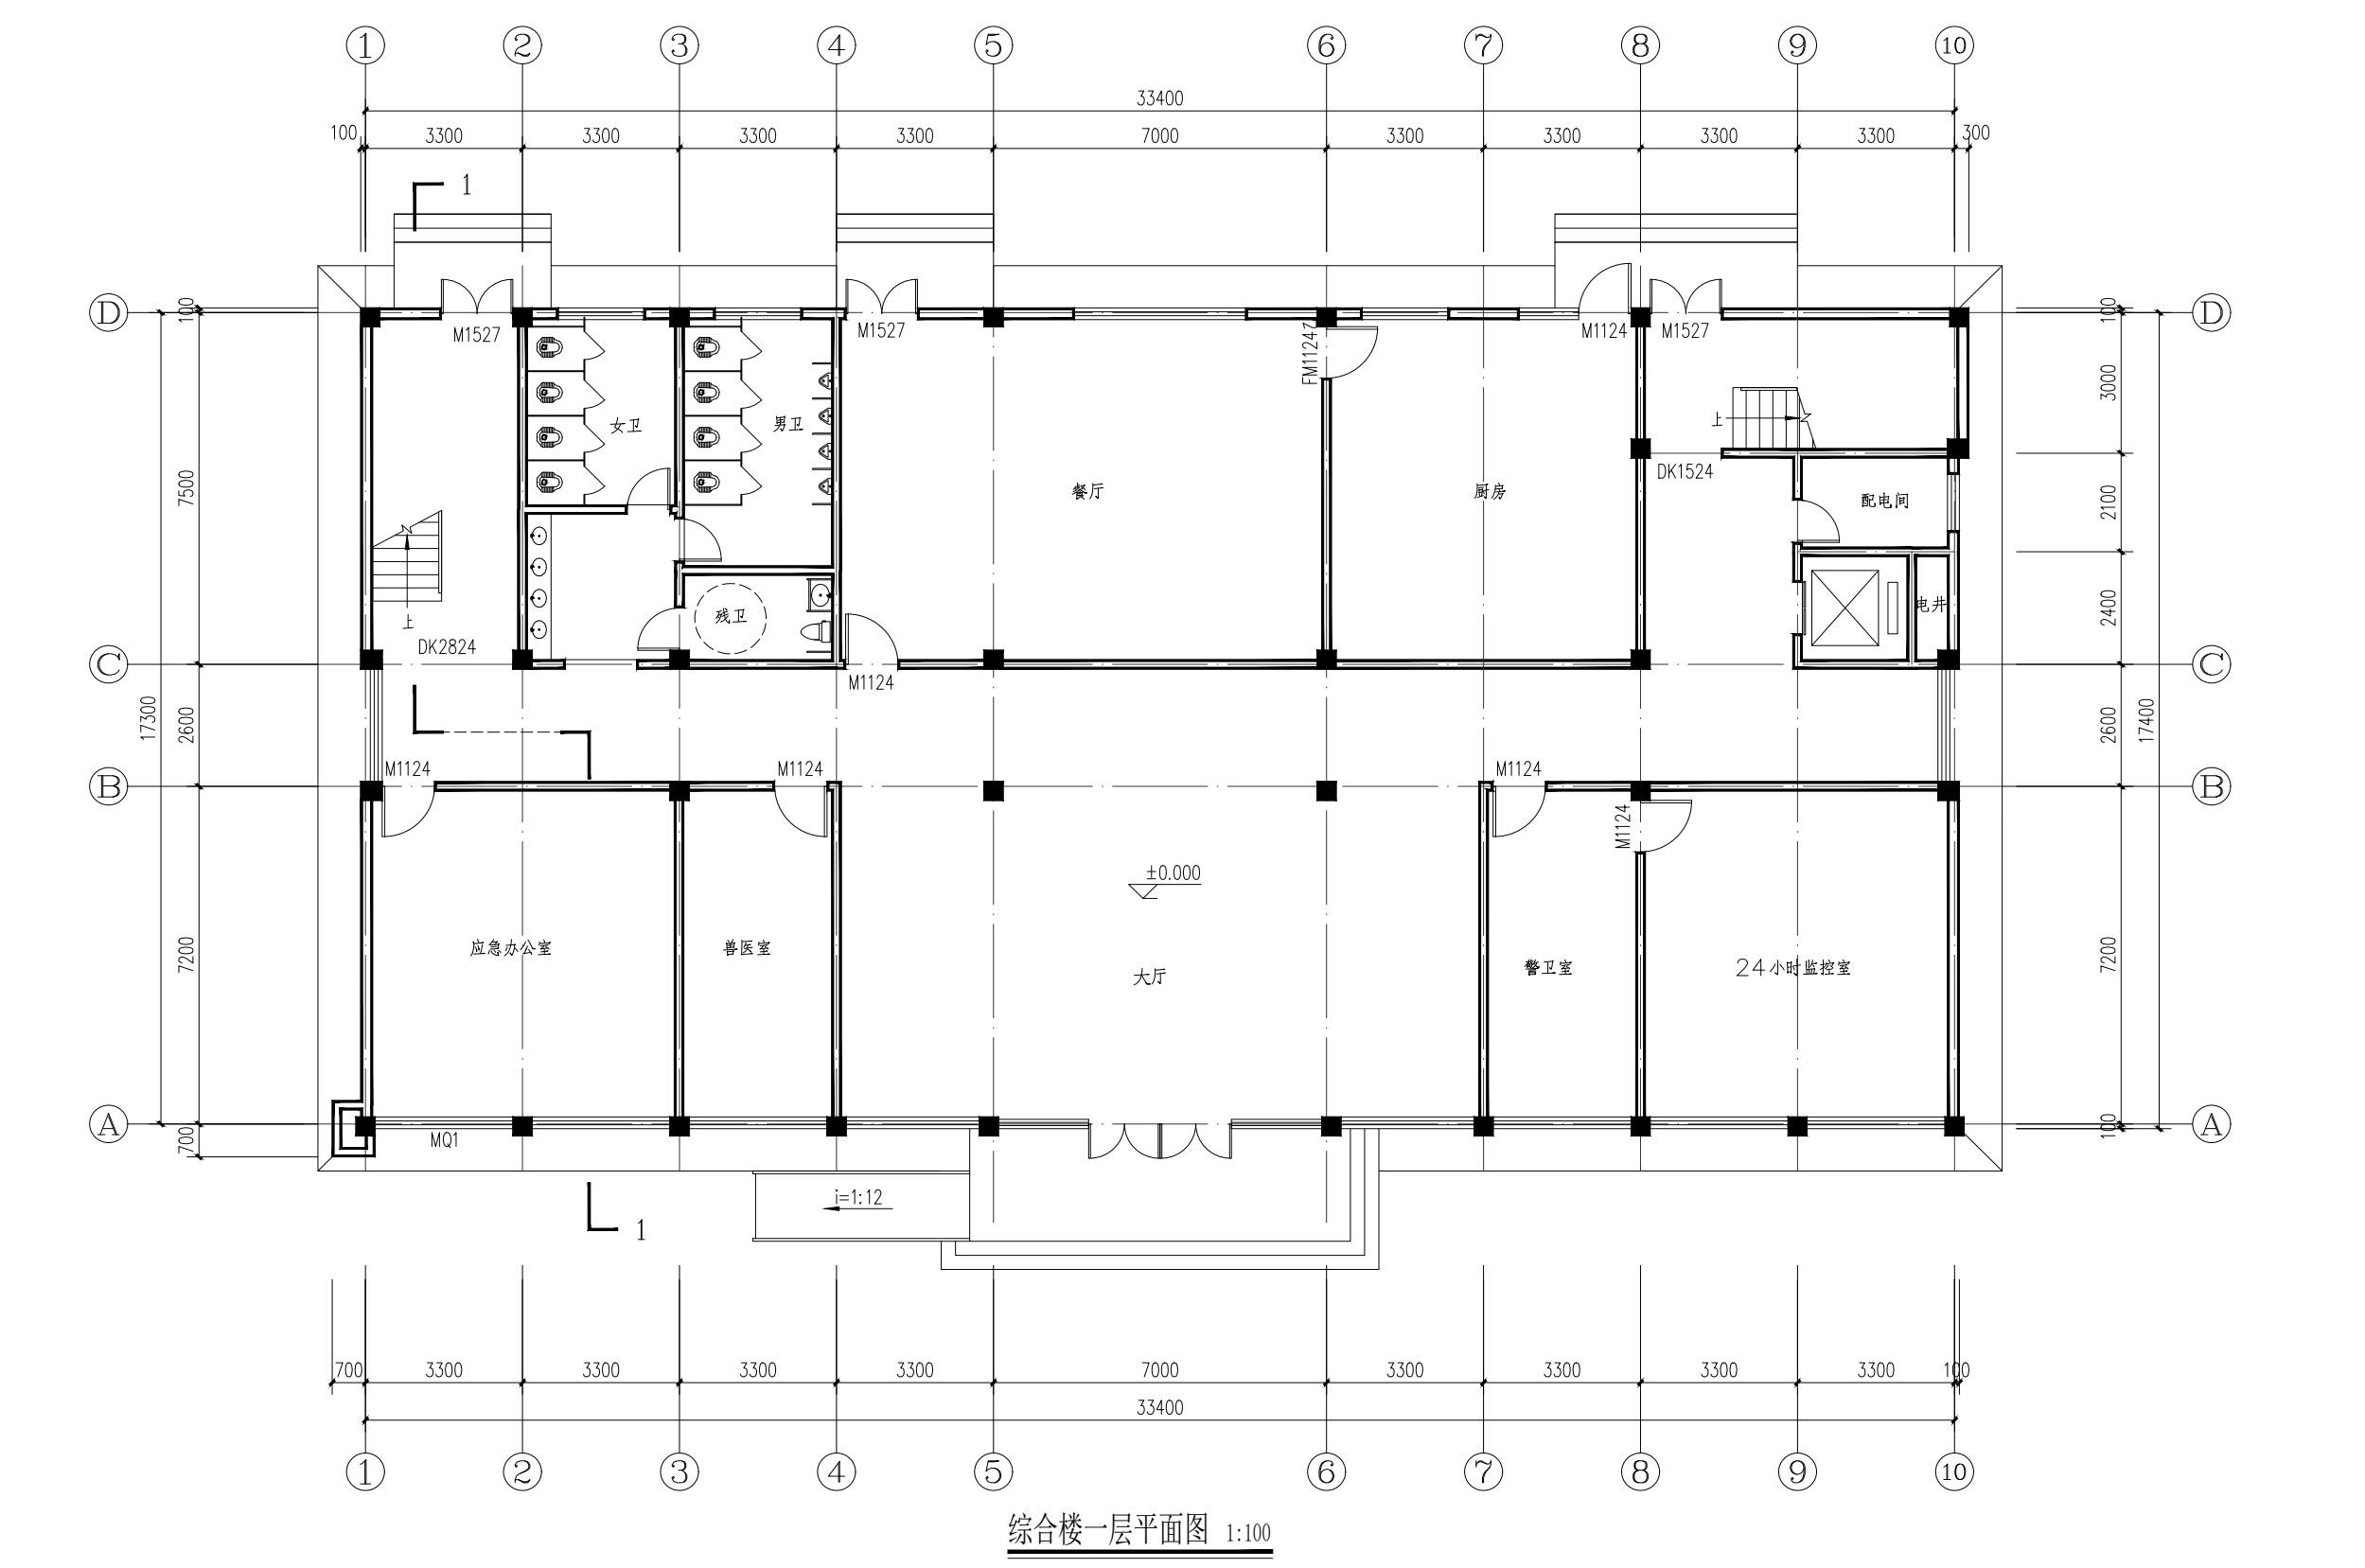 1 2 3 4 5 6 7 8 9 10
33400
100 3300 3300 3300 3300 7000 3300 3300 3300 3300 300
1
D 100 100 D
M1527 M1527 FM1124 M1124 M1527
3000
女卫 男卫 上
7500 餐厅 厨房 DK1524 配电间 2100
残卫 电井 2400
上
DK2824
C C
M1124
17300 2600 2600 17400
M1124 M1124 M1124
B B
M1124
±0.000
7200 应急办公室 兽医室 大厅 警卫室 24小时监控室 7200
A A
700 MQ1 100
i=1:12
1
700 3300 3300 3300 3300 7000 3300 3300 3300 3300 100
33400
1 2 3 4 5 6 7 8 9 10
综合楼一层平面图 1:100